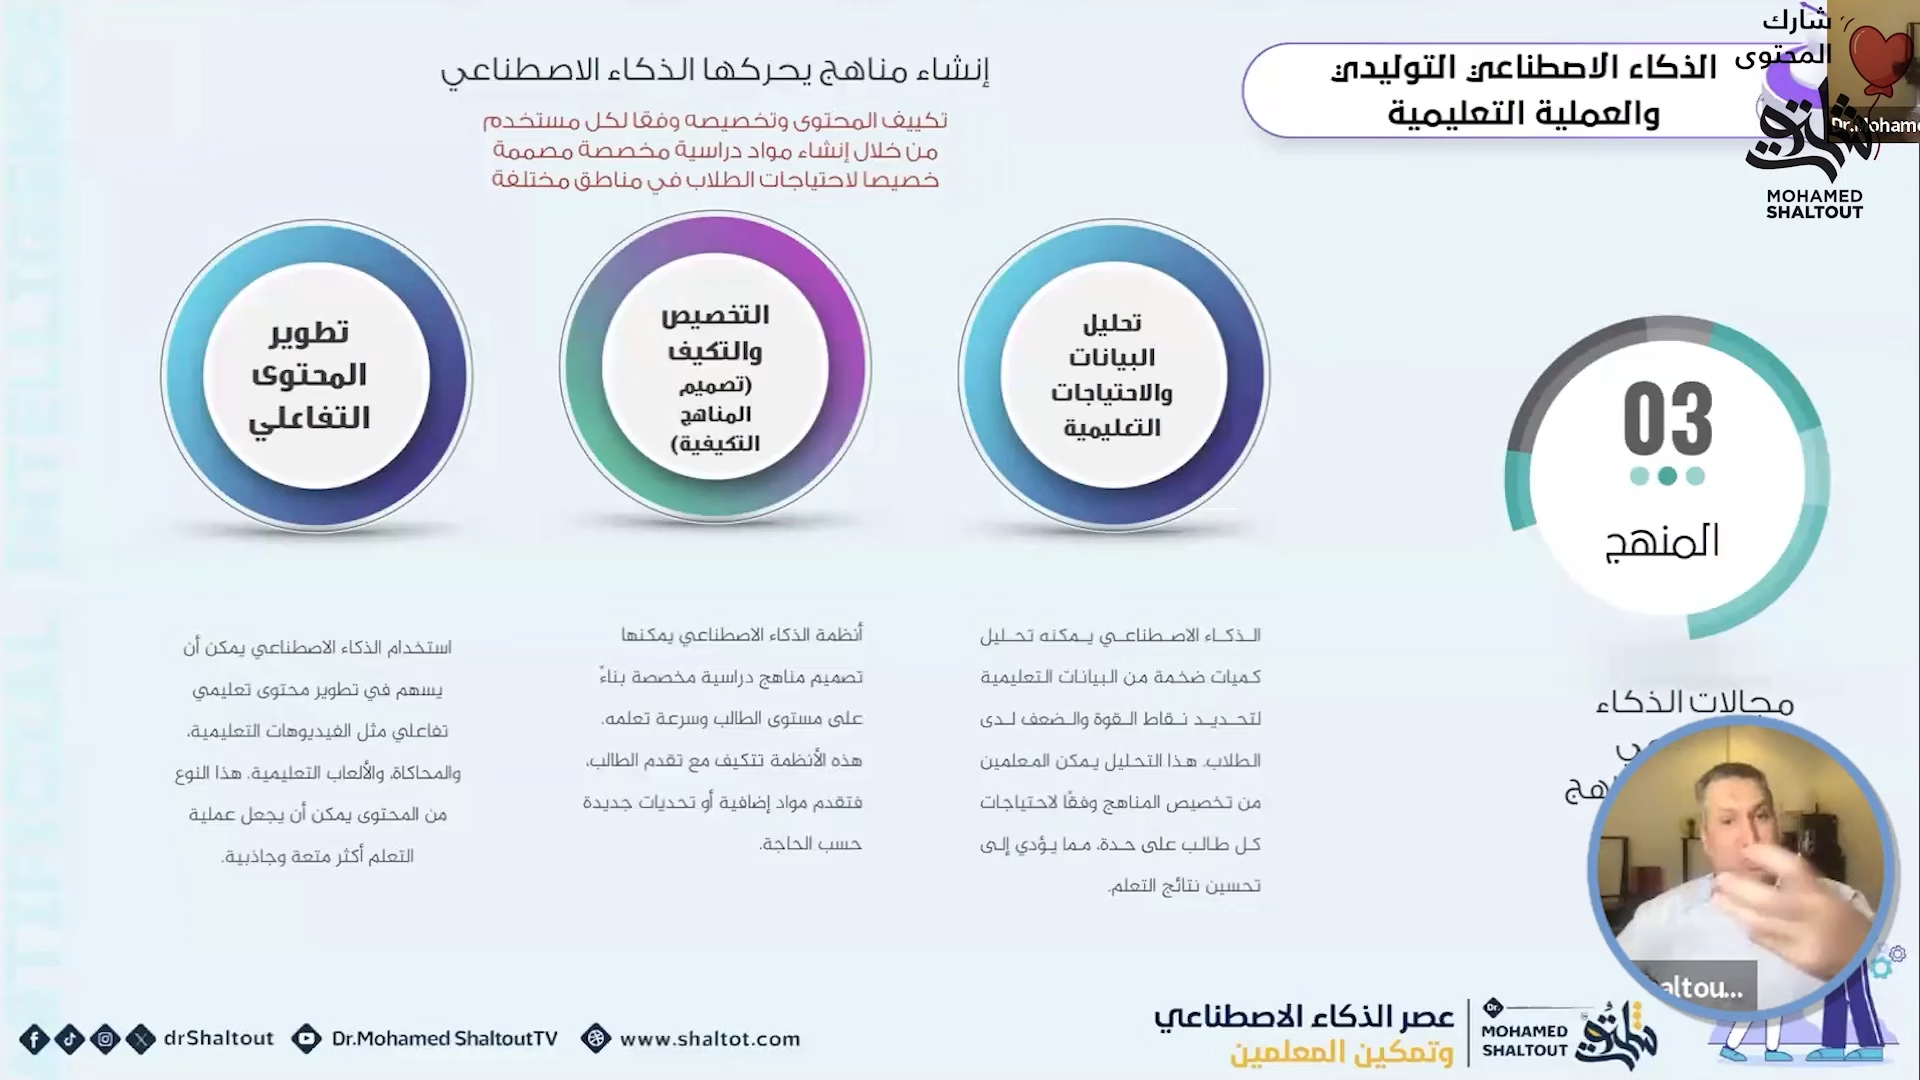 شارك
المحتوى
الذكاء الاصطناعي التوليدي
والعملية التعليمية
شلتوت
MOHAMED
SHALTOUT
إنشاء مناهج يحركها الذكاء الاصطناعي
تكييف المحتوى وتخصيصه وفقا لكل مستخدم
من خلال إنشاء مواد دراسية مخصصة مصممة
خصيصا لاحتياجات الطلاب في مناطق مختلفة
03
المنهج
مجالات الذكاء
تحليل
البيانات
والاحتياجات
التعليمية
الذكاء الاصطناعي يمكنه تحليل
كميات ضخمة من البيانات التعليمية
لتحديد نقاط القوة والضعف لدى
الطلاب. هذا التحليل يمكن المعلمين
من تخصيص المناهج وفقًا لاحتياجات
كل طالب على حدة، مما يؤدي إلى
تحسين نتائج التعلم.
التخصيص
والتكيف
(تصميم
المناهج
التكيفية)
أنظمة الذكاء الاصطناعي يمكنها
تصميم مناهج دراسية مخصصة بناءً
على مستوى الطالب وسرعة تعلمه.
هذه الأنظمة تتكيف مع تقدم الطالب،
فتقدم مواد إضافية أو تحديات جديدة
حسب الحاجة.
تطوير
المحتوى
التفاعلي
استخدام الذكاء الاصطناعي يمكن أن
يسهم في تطوير محتوى تعليمي
تفاعلي مثل الفيديوهات التعليمية،
والمحاكاة، والألعاب التعليمية. هذا النوع
من المحتوى يمكن أن يجعل عملية
التعلم أكثر متعة وجاذبية.
drShaltout
Dr.Mohamed ShaltoutTV
www.shaltot.com
عصر الذكاء الاصطناعي
وتمكين المعلمين
Dr.
MOHAMED
SHALTOUT
شلتوت